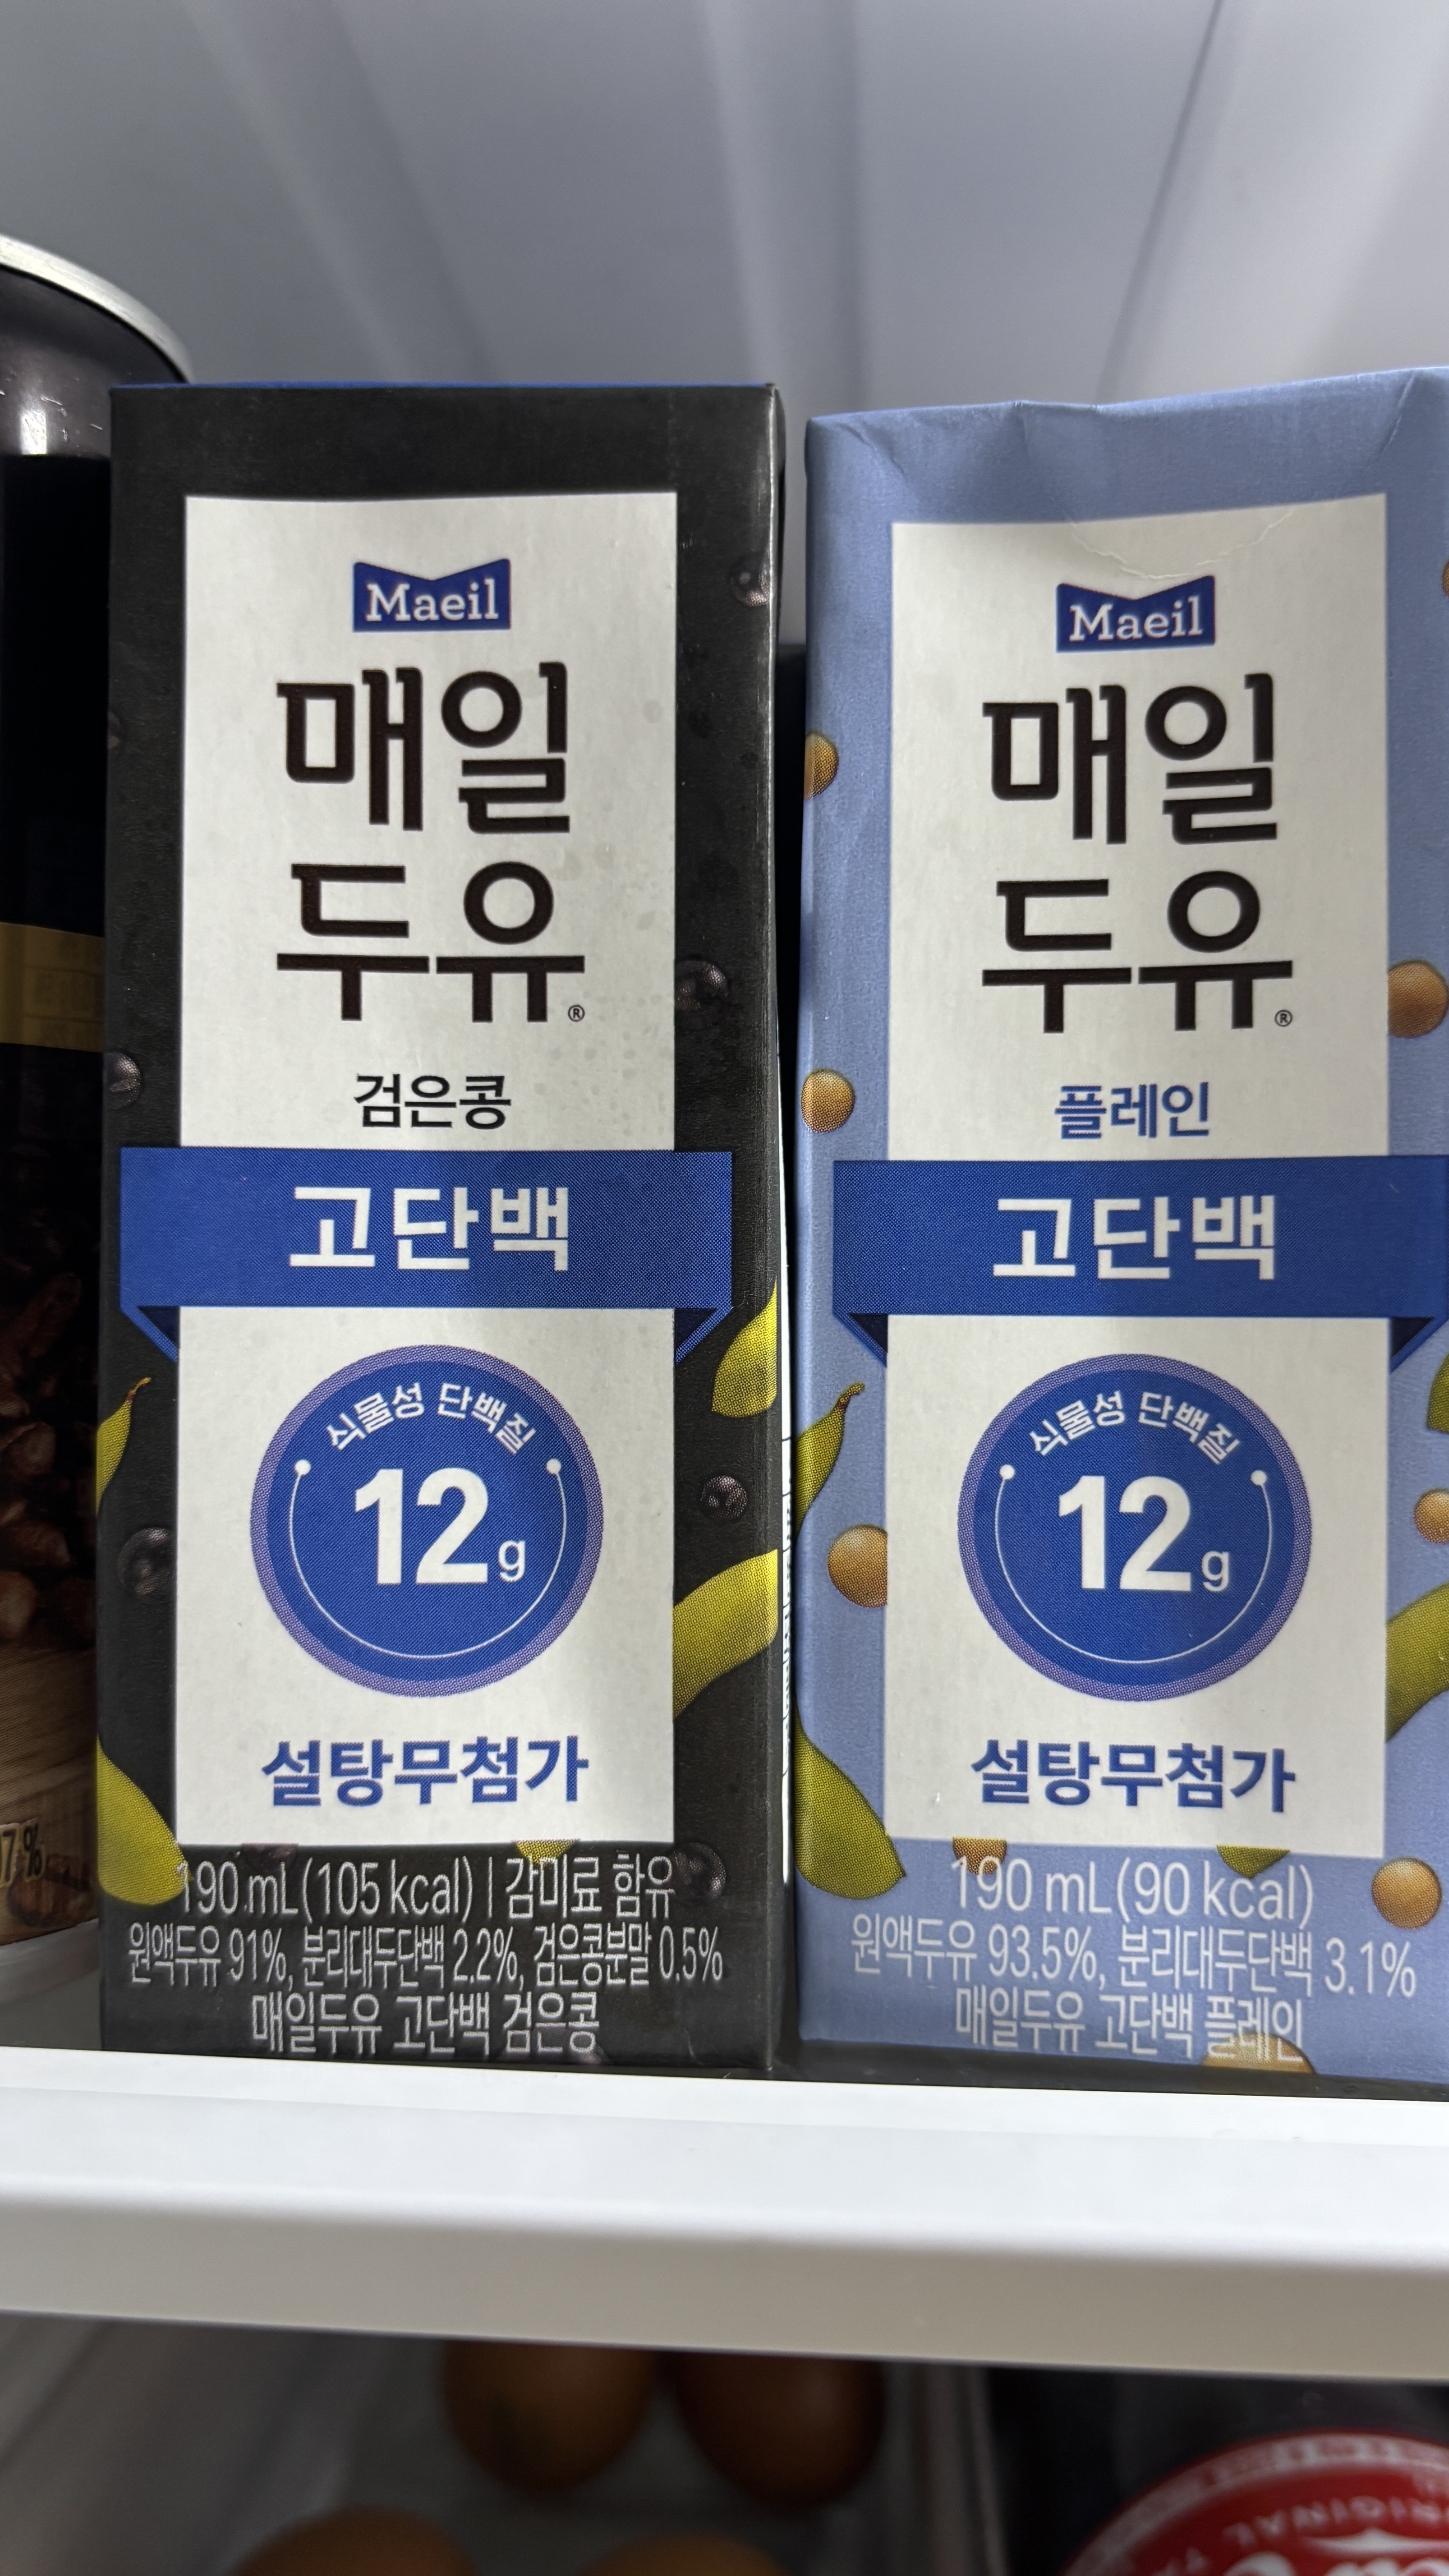 Maeil
매일
두유®
검은콩
고단백
식물성 단백질
12g
설탕무첨가
190 mL(105 kcal) | 감미료 함유
원액두유 91%, 분리대두단백 2.2%, 검은콩분말 0.5%
매일두유 고단백 검은콩
Maeil
매일
두유®
플레인
고단백
식물성 단백질
12g
설탕무첨가
190 mL(90 kcal)
원액두유 93.5%, 분리대두단백 3.1%
매일두유 고단백 플레인
7%